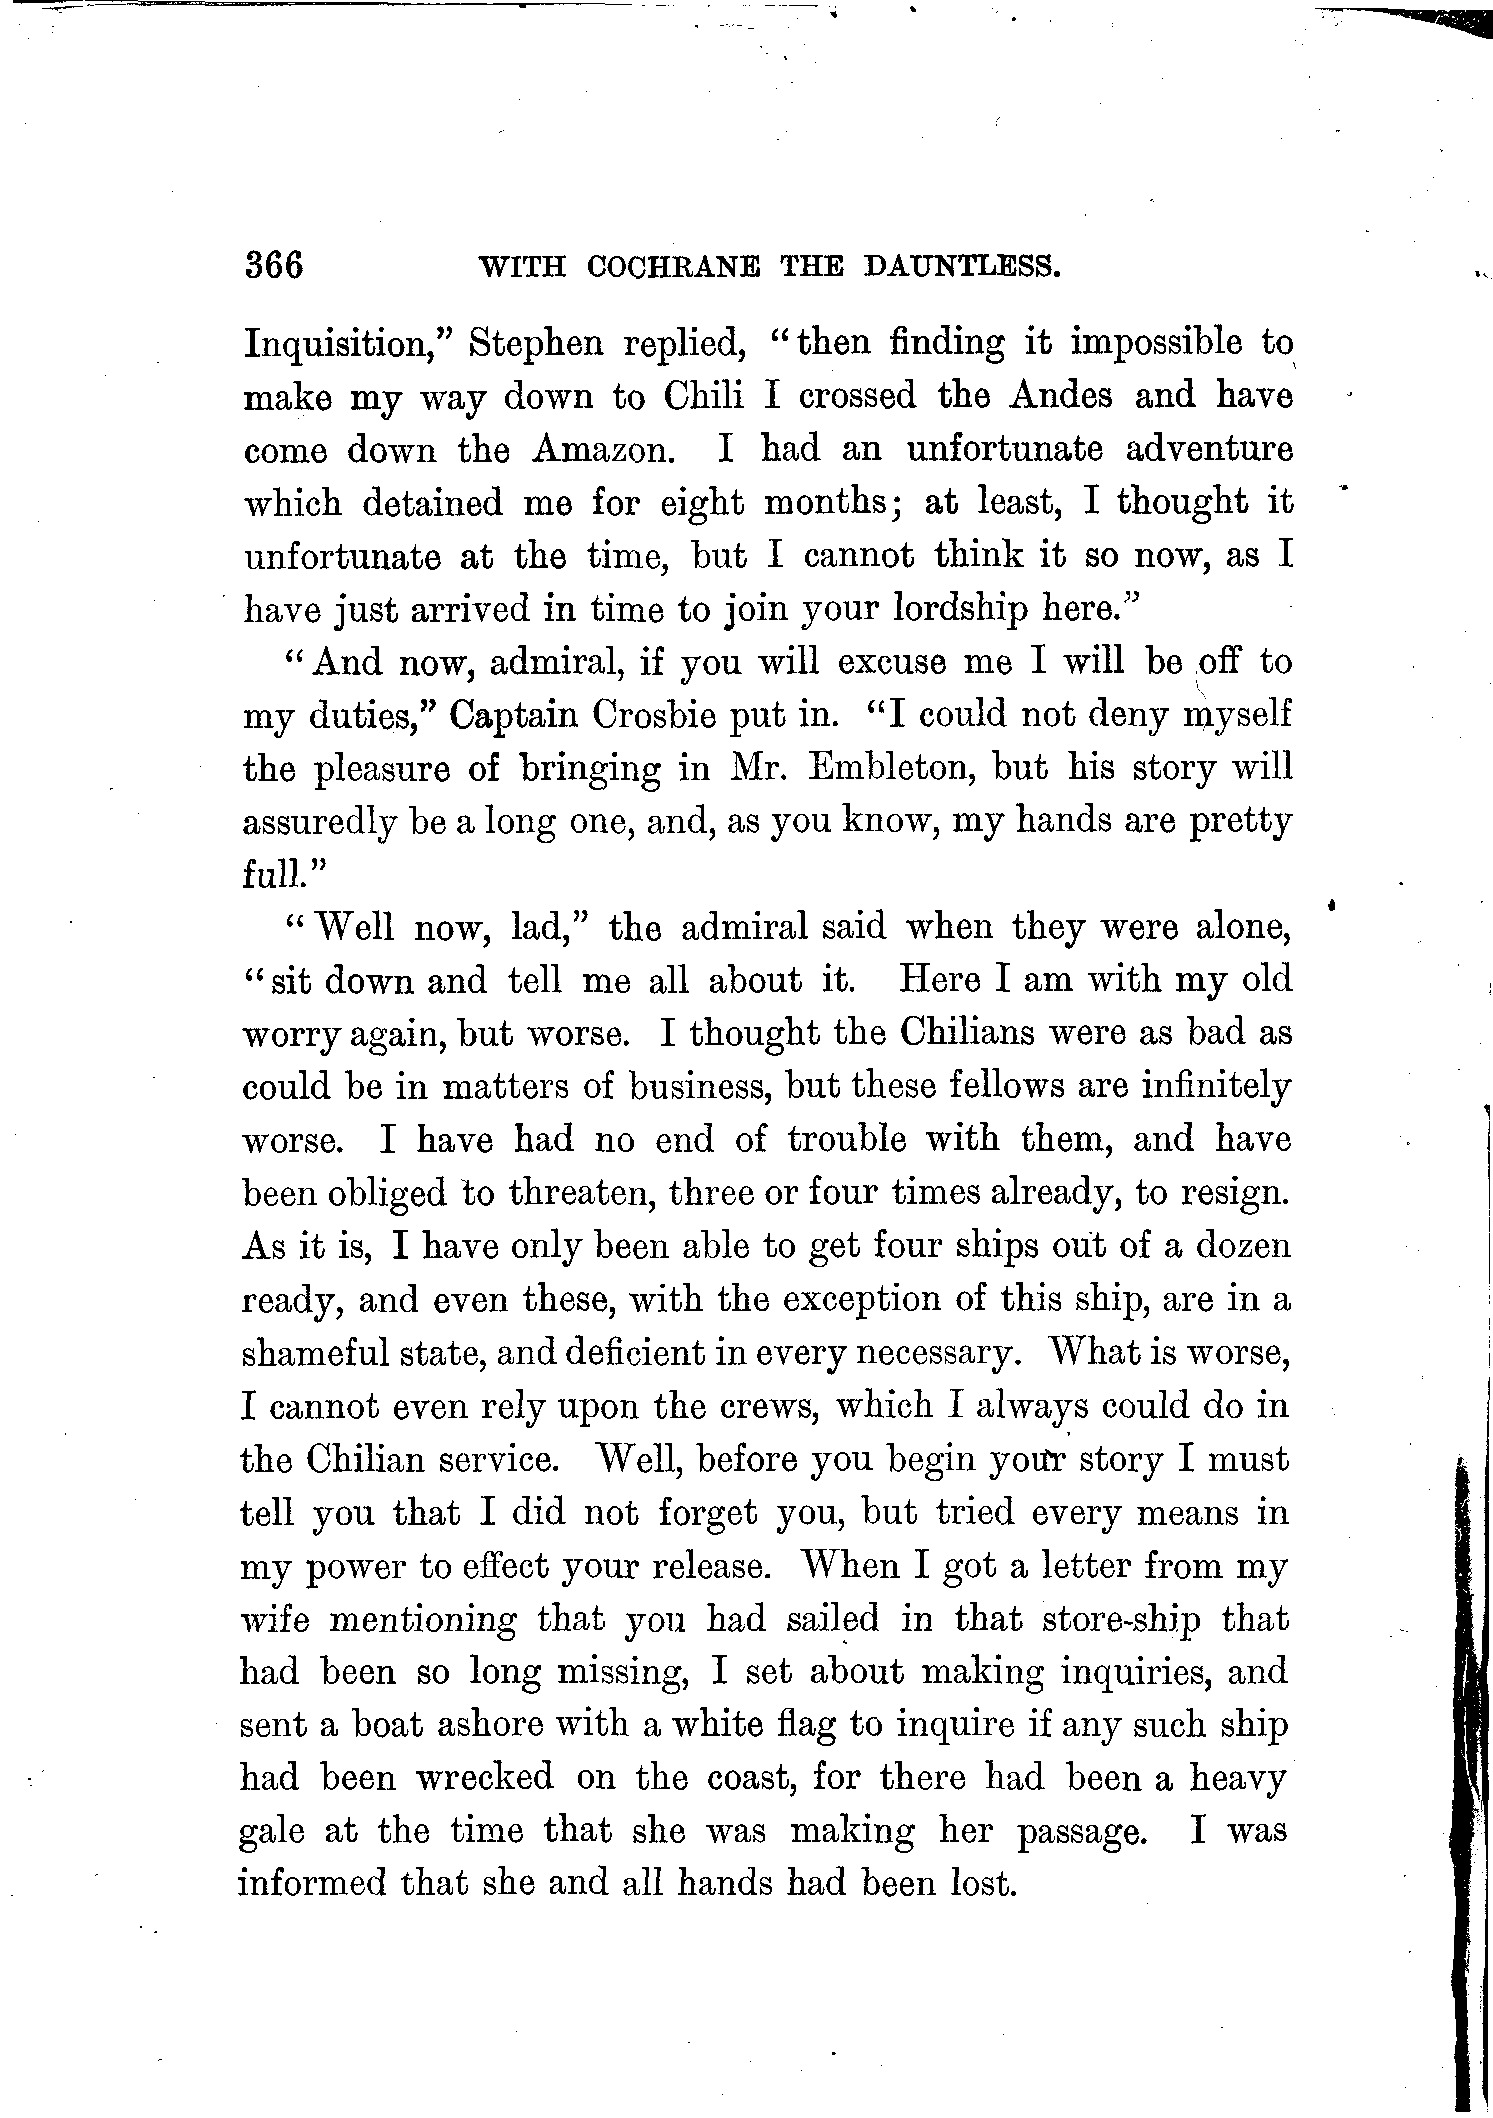 366 WITH COCHRANE THE DAUNTLESS.
Inquisition,” Stephen replied, “then finding it impossible to
make my way down to Chili I crossed the Andes and have
come down the Amazon. I had an unfortunate adventure
which detained me for eight months; at least, I thought it
unfortunate at the time, but I cannot think it so now, as I
have just arrived in time to join your lordship here.”
“And now, admiral, if you will excuse me I will be off to
my duties,” Captain Crosbie put in. “I could not deny myself
the pleasure of bringing in Mr. Embleton, but his story will
assuredly be a long one, and, as you know, my hands are pretty
full.”
“Well now, lad,” the admiral said when they were alone,
“sit down and tell me all about it. Here I am with my old
worry again, but worse. I thought the Chilians were as bad as
could be in matters of business, but these fellows are infinitely
worse. I have had no end of trouble with them, and have
been obliged to threaten, three or four times already, to resign.
As it is, I have only been able to get four ships out of a dozen
ready, and even these, with the exception of this ship, are in a
shameful state, and deficient in every necessary. What is worse,
I cannot even rely upon the crews, which I always could do in
the Chilian service. Well, before you begin your story I must
tell you that I did not forget you, but tried every means in
my power to effect your release. When I got a letter from my
wife mentioning that you had sailed in that store-ship that
had been so long missing, I set about making inquiries, and
sent a boat ashore with a white flag to inquire if any such ship
had been wrecked on the coast, for there had been a heavy
gale at the time that she was making her passage. I was
informed that she and all hands had been lost.